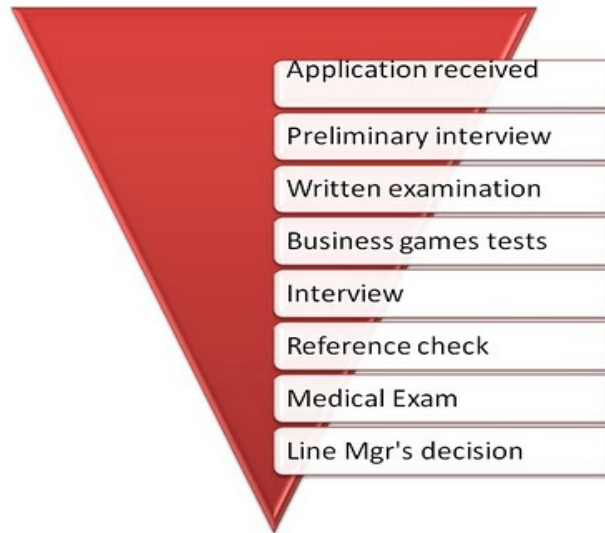 Application received
Preliminary interview
Written examination
Business games tests
Interview
Reference check
Medical Exam
Line Mgr's decision